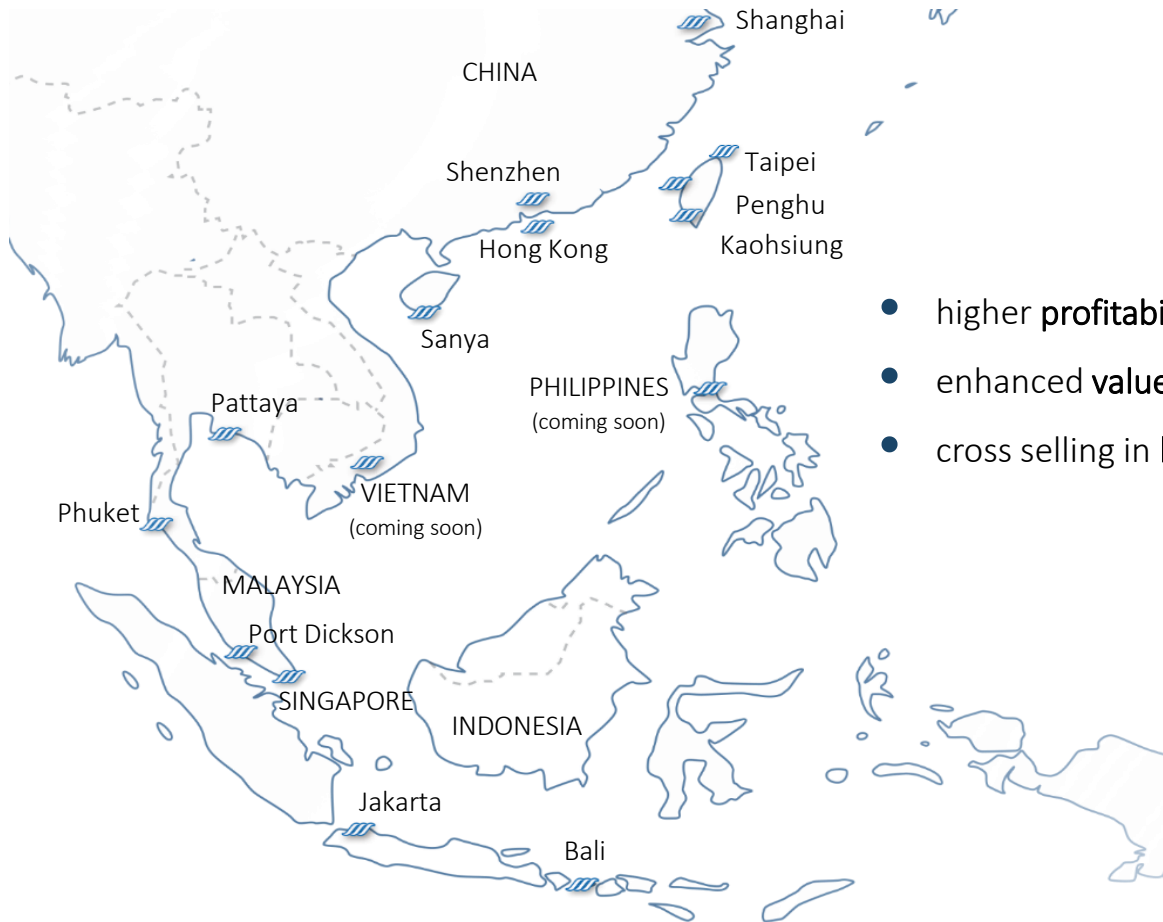 Shanghai
CHINA
Taipei
Shenzhen
Penghu
Hong Kong
Kaohsiung
Sanya
PHILIPPINES
(coming soon)
Pattaya
VIETNAM
(coming soon)
Phuket
MALAYSIA
Port Dickson
SINGAPORE
INDONESIA
Jakarta
Bali
higher
enhanced value
cross selling in